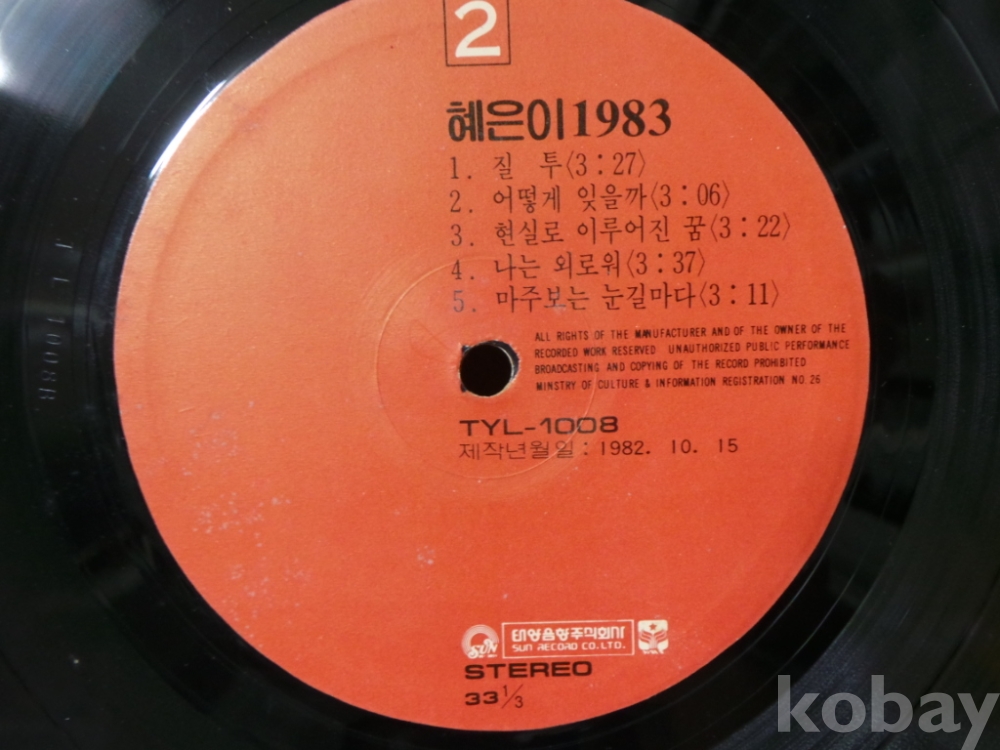 2
혜은이1983
1. 질 투〈3:27〉
2. 어떻게 잊을까〈3:06〉
3. 현실로 이루어진 꿈〈3:22〉
4. 나는 외로워〈3:37〉
5. 마주보는 눈길마다〈3:11〉
ALL RIGHTS OF THE MANUFACTURER AND OF THE OWNER OF THE
RECORDED WORK RESERVED UNAUTHORIZED PUBLIC PERFORMANCE
BROADCASTING AND COPYING OF THE RECORD PROHIBITED
MINSTRY OF CULTURE & INFORMATION REGISTRATION NO 26
TYL-1008
제작년월일:1982. 10. 15
SUN
태양음향주식회사
SUN RECORD CO.LTD.
STEREO
33 1/3
kobay